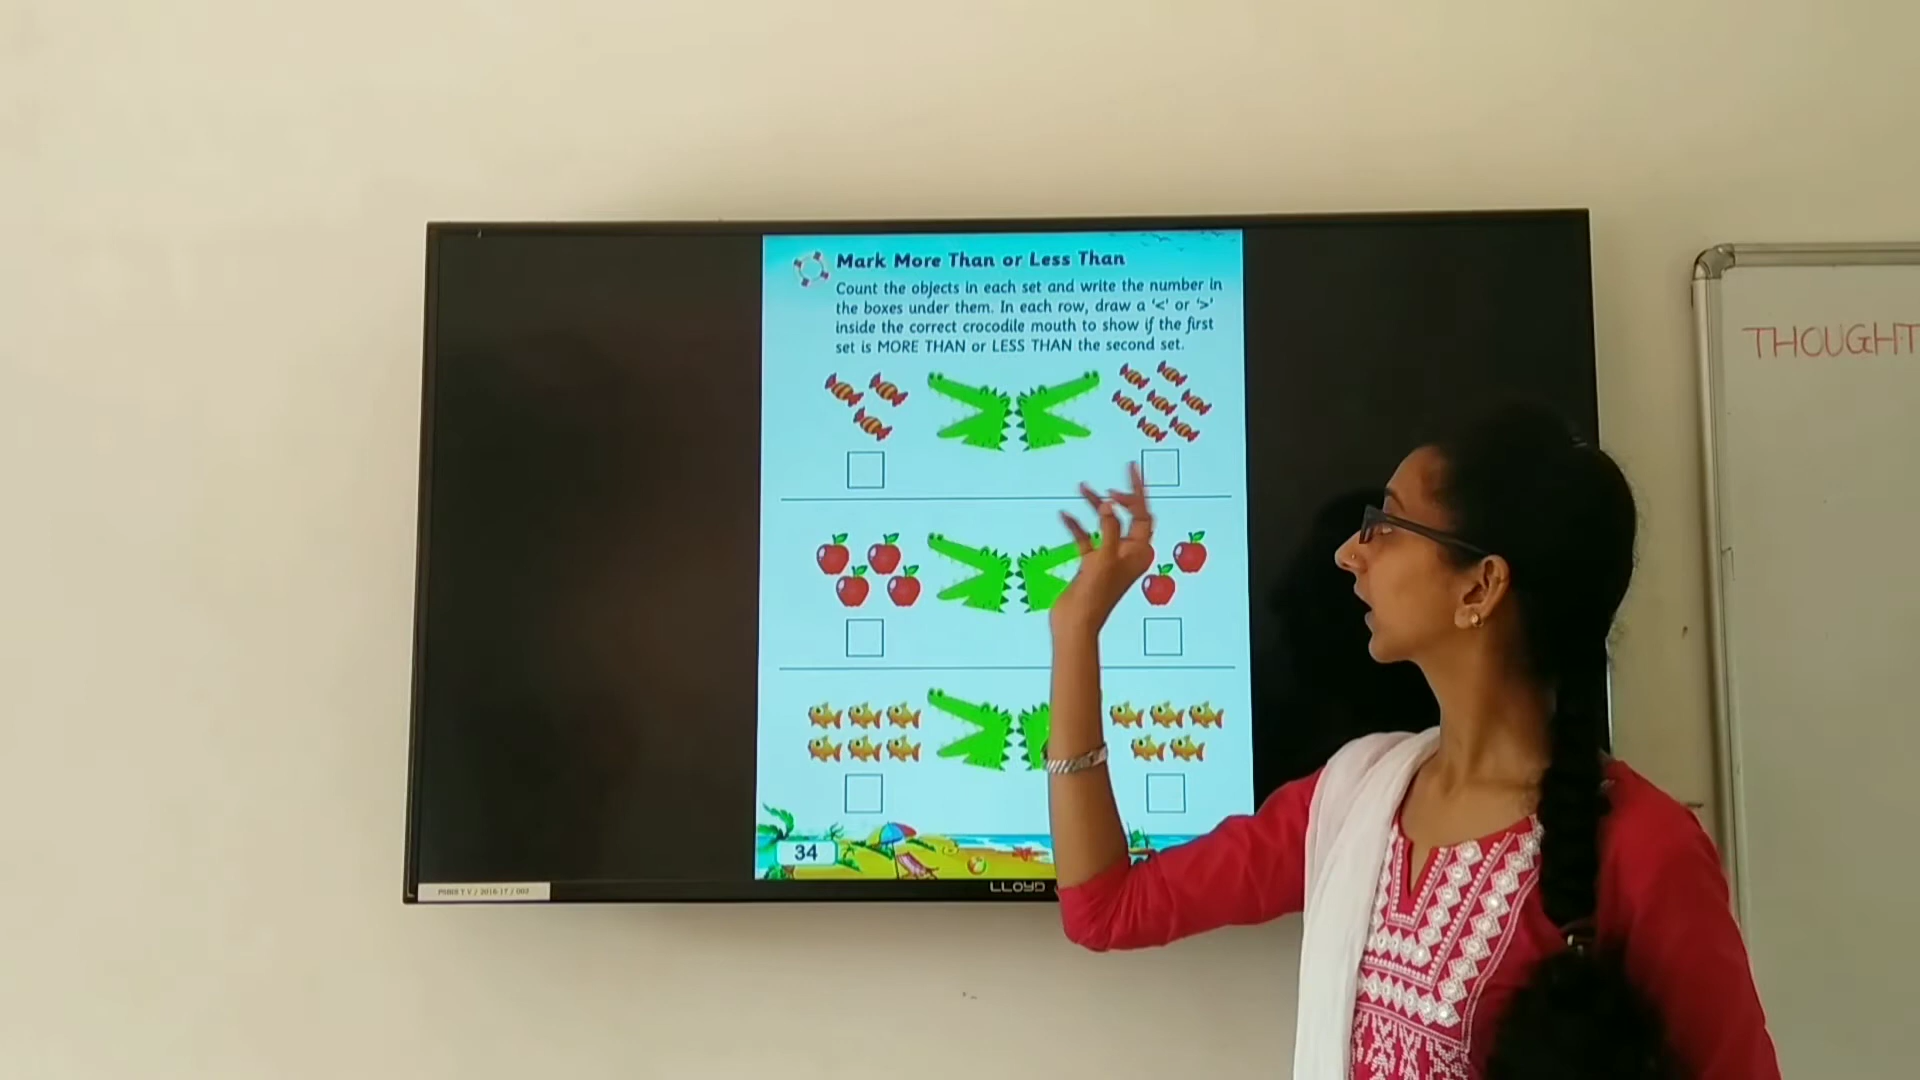 Mark More Than or Less Than
Count the objects in each set and write the number in
the boxes under them. In each row, draw a '<' or '>'
inside the correct crocodile mouth to show if the first
set is MORE THAN or LESS THAN the second set.
34
LLOYD
THOUGHT